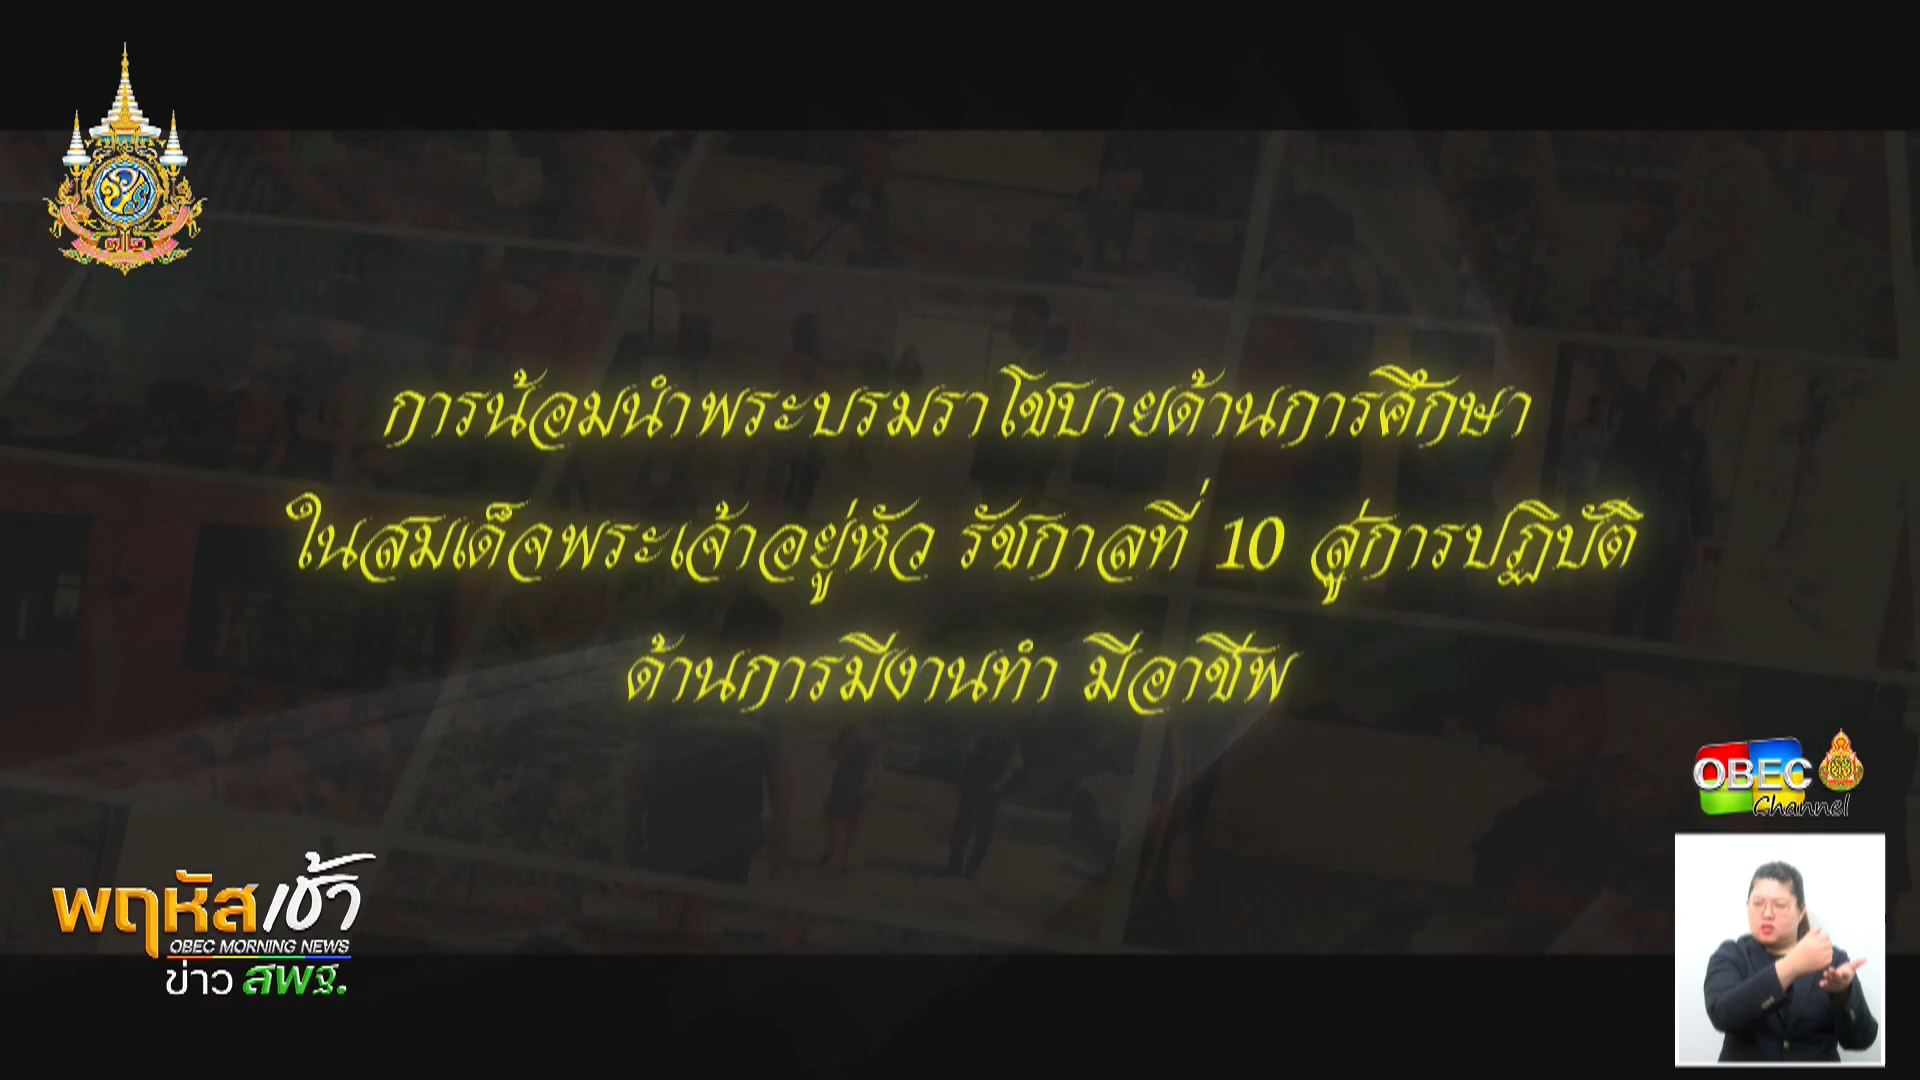 ๗๒
การน้อมนำพระบรมราโชบายด้านการศึกษา
ในสมเด็จพระเจ้าอยู่หัว รัชกาลที่ 10 สู่การปฏิบัติ
ด้านการมีงานทำ มีอาชีพ
OBEC
Channel
พฤหัสเช้า
OBEC MORNING NEWS
ข่าว สพฐ.